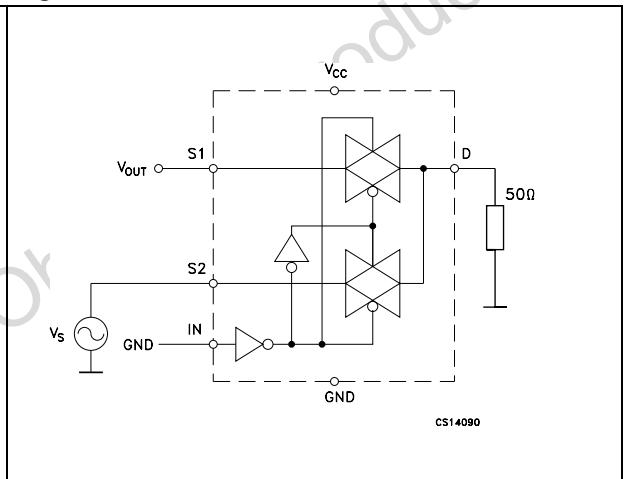 VCC
S1
D
VOUT
50Ω
S2
IN
VS
GND
GND
CS14090